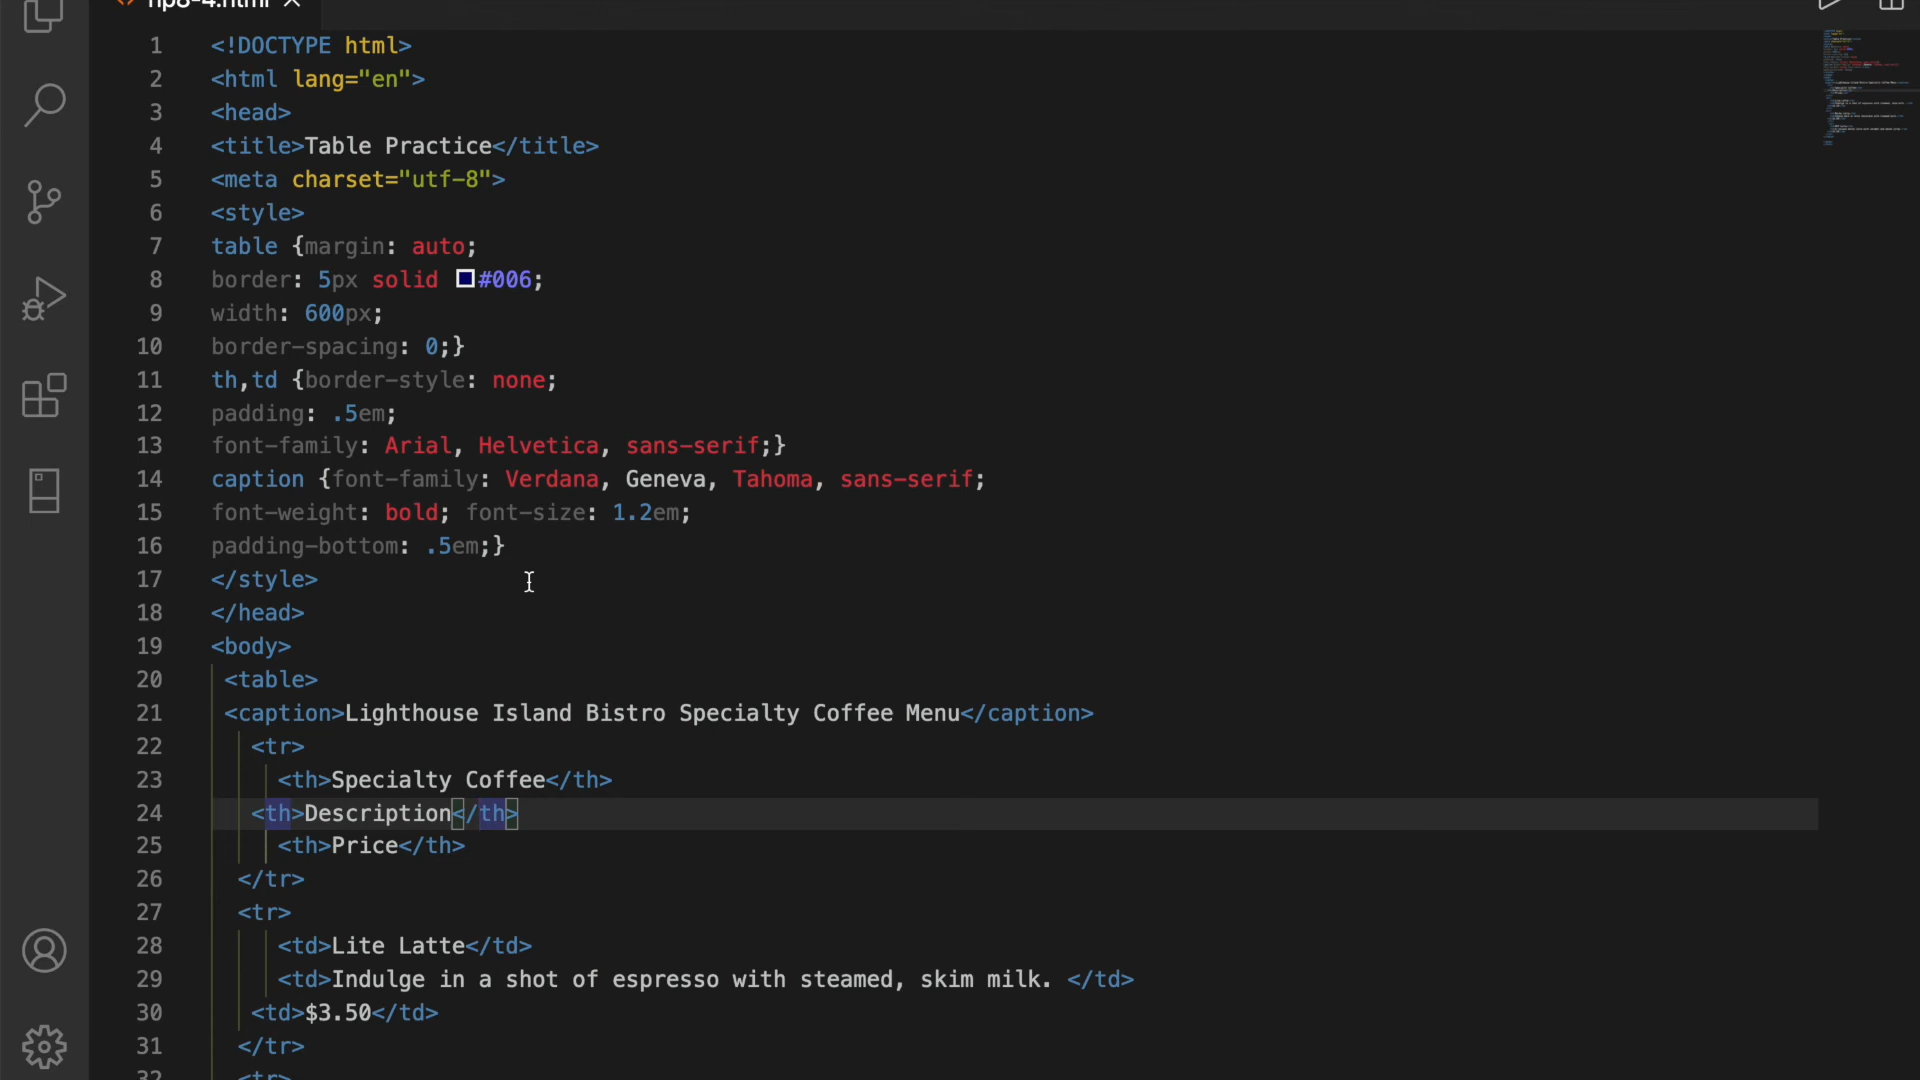 1 <!DOCTYPE html>
2 <html lang="en">
3 <head>
4 <title>Table Practice</title>
5 <meta charset="utf-8">
6 <style>
7 table {margin: auto;
8 border: 5px solid #006;
9 width: 600px;
10 border-spacing: 0;}
11 th,td {border-style: none;
12 padding: .5em;
13 font-family: Arial, Helvetica, sans-serif;}
14 caption {font-family: Verdana, Geneva, Tahoma, sans-serif;
15 font-weight: bold; font-size: 1.2em;
16 padding-bottom: .5em;}
17 </style>
18 </head>
19 <body>
20 <table>
21 <caption>Lighthouse Island Bistro Specialty Coffee Menu</caption>
22 <tr>
23 <th>Specialty Coffee</th>
24 <th>Description</th>
25 <th>Price</th>
26 </tr>
27 <tr>
28 <td>Lite Latte</td>
29 <td>Indulge in a shot of espresso with steamed, skim milk. </td>
30 <td>$3.50</td>
31 </tr>
32 <tr>